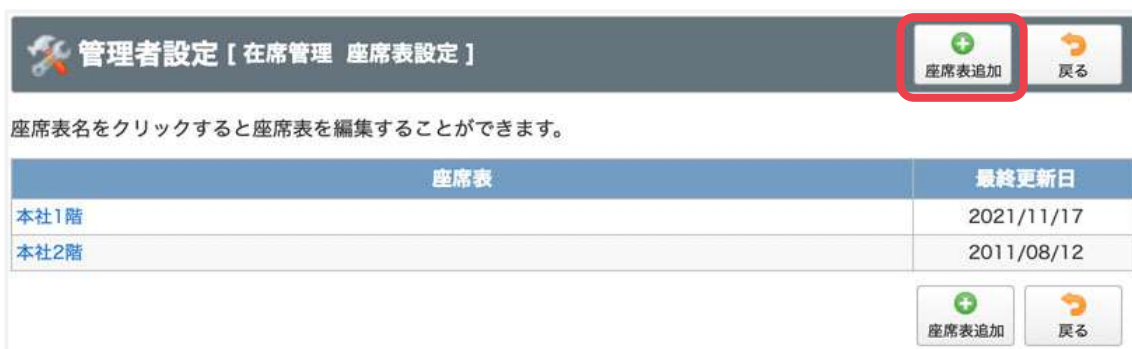 管理者設定 [ 在席管理 座席表設定 ]
座席表追加
戻る
座席表名をクリックすると座席表を編集することができます。
座席表 最終更新日
本社1階 2021/11/17
本社2階 2011/08/12
座席表追加
戻る